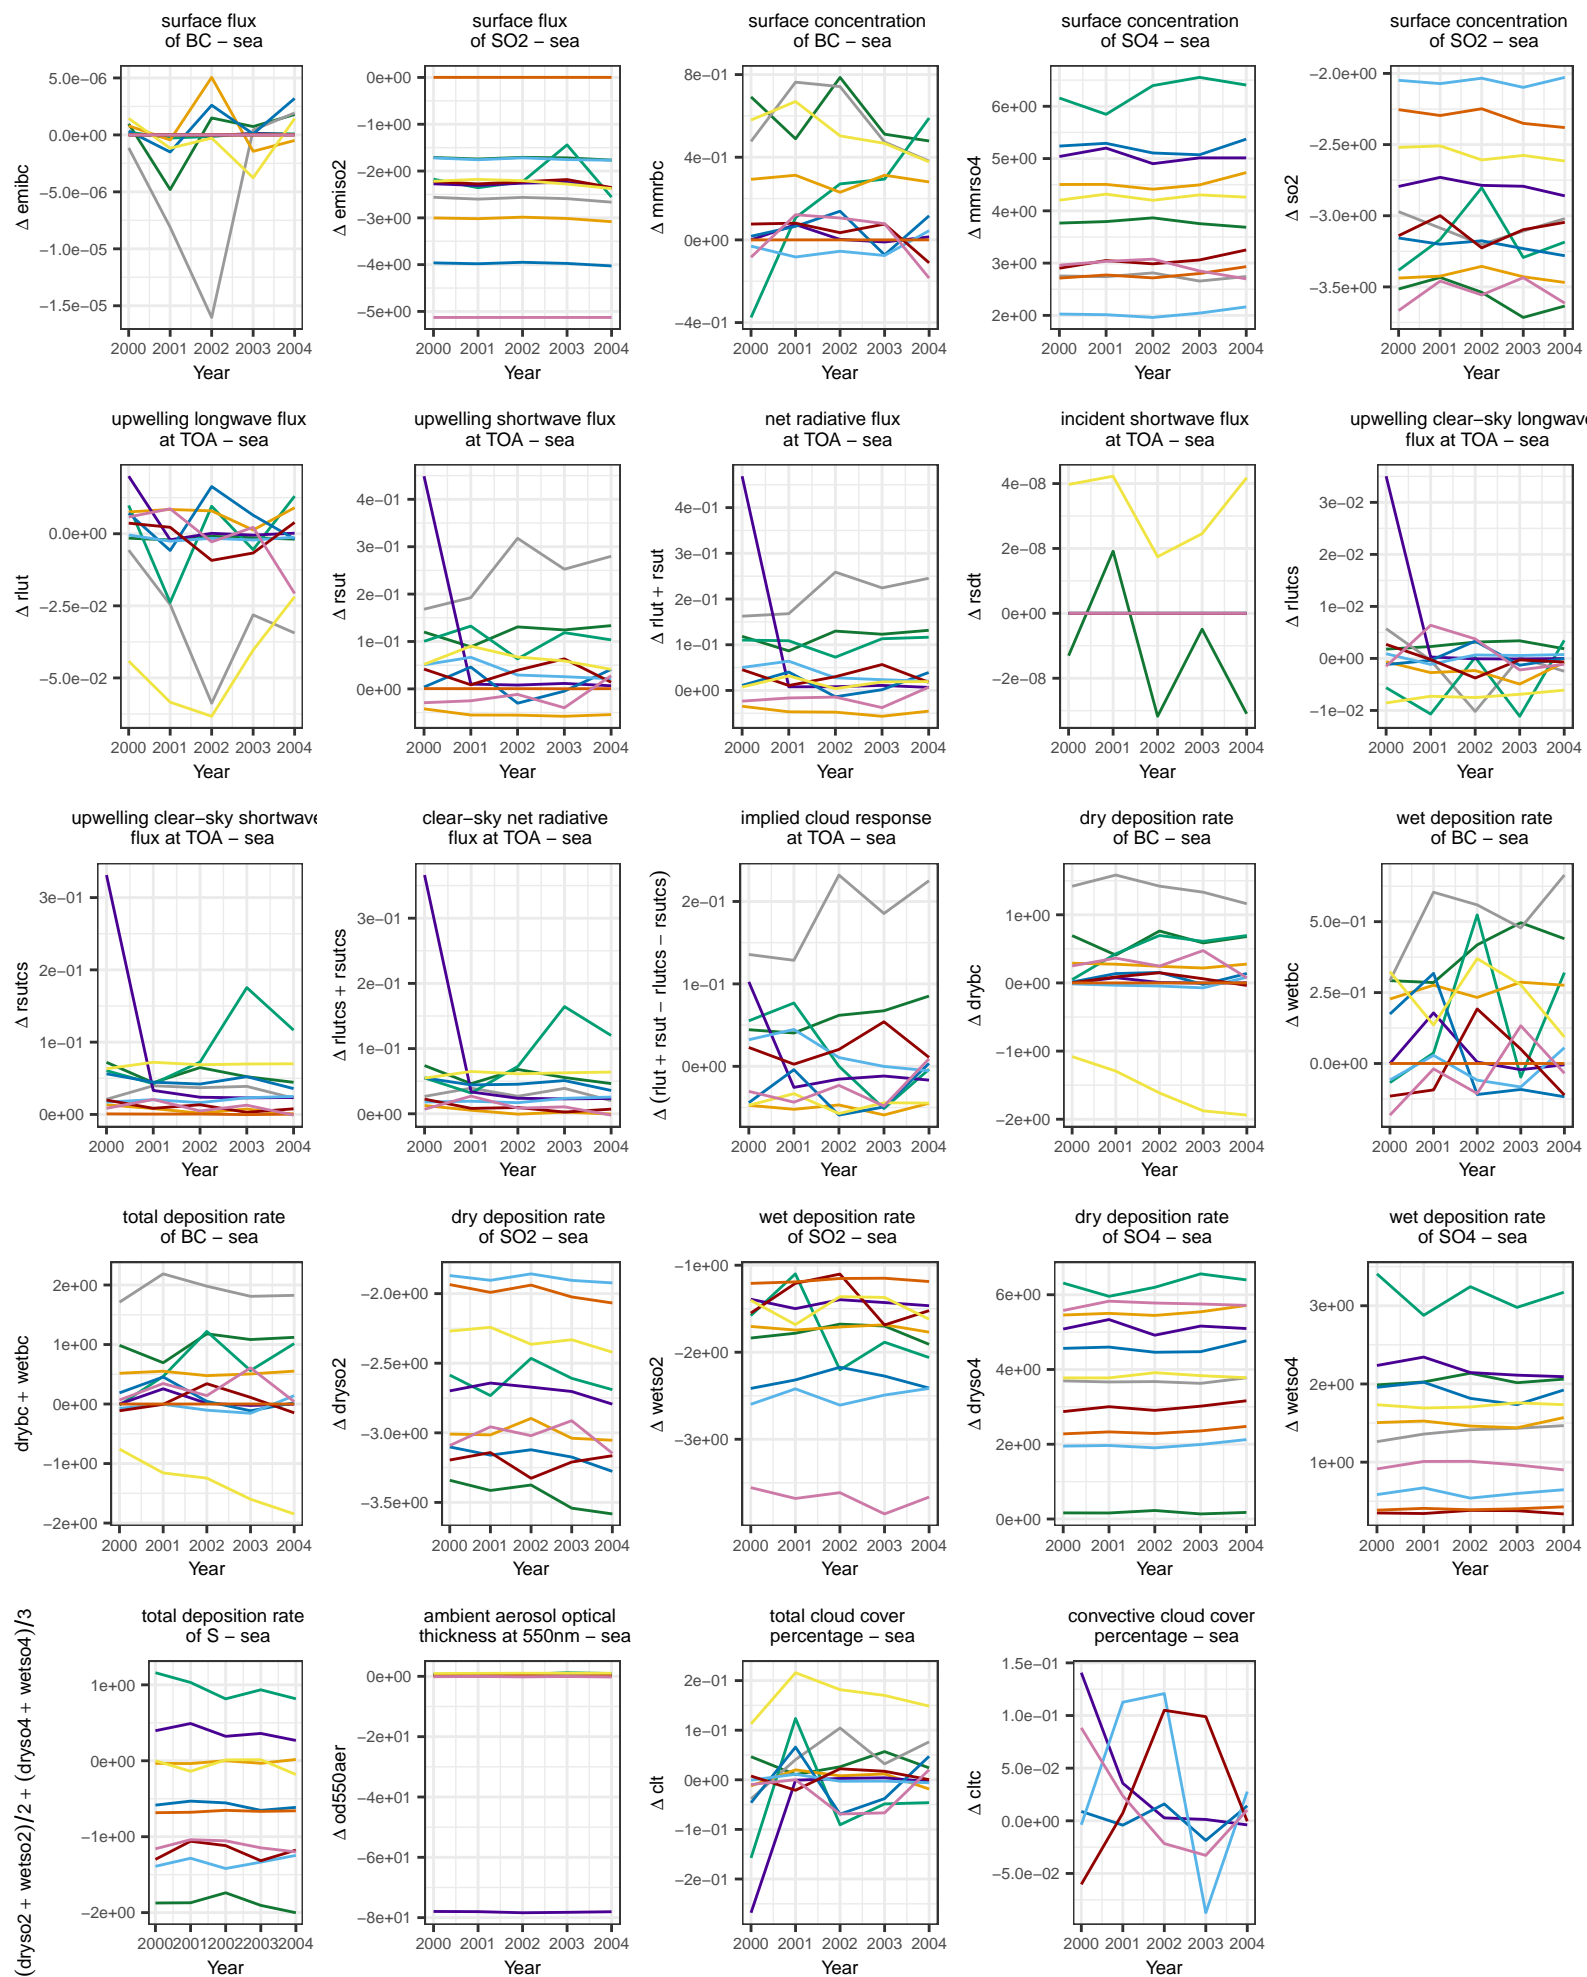 surface flux
of BC − sea
surface flux
of SO2 − sea
surface concentration
of BC − sea
surface concentration
of SO4 − sea
surface concentration
of SO2 − sea
5.0e−06
0.0e+00
−5.0e−06
−1.0e−05
−1.5e−05
Δ emibc
2000 2001 2002 2003 2004
Year
0e+00
−1e+00
−2e+00
−3e+00
−4e+00
−5e+00
Δ emiso2
2000 2001 2002 2003 2004
Year
8e−01
4e−01
0e+00
−4e−01
Δ mmrbc
2000 2001 2002 2003 2004
Year
6e+00
5e+00
4e+00
3e+00
2e+00
Δ mmrso4
2000 2001 2002 2003 2004
Year
−2.0e+00
−2.5e+00
−3.0e+00
−3.5e+00
Δ so2
2000 2001 2002 2003 2004
Year
upwelling longwave flux
at TOA − sea
upwelling shortwave flux
at TOA − sea
net radiative flux
at TOA − sea
incident shortwave flux
at TOA − sea
upwelling clear−sky longwave
flux at TOA − sea
0.0e+00
−2.5e−02
−5.0e−02
Δ rlut
2000 2001 2002 2003 2004
Year
4e−01
3e−01
2e−01
1e−01
0e+00
Δ rsut
2000 2001 2002 2003 2004
Year
4e−01
3e−01
2e−01
1e−01
0e+00
Δ rlut + rsut
2000 2001 2002 2003 2004
Year
4e−08
2e−08
0e+00
−2e−08
Δ rsdt
2000 2001 2002 2003 2004
Year
3e−02
2e−02
1e−02
0e+00
−1e−02
Δ rlutcs
2000 2001 2002 2003 2004
Year
upwelling clear−sky shortwave
flux at TOA − sea
clear−sky net radiative
flux at TOA − sea
implied cloud response
at TOA − sea
dry deposition rate
of BC − sea
wet deposition rate
of BC − sea
3e−01
2e−01
1e−01
0e+00
Δ rsutcs
2000 2001 2002 2003 2004
Year
3e−01
2e−01
1e−01
0e+00
Δ rlutcs + rsutcs
2000 2001 2002 2003 2004
Year
2e−01
1e−01
0e+00
Δ (rlut + rsut − rlutcs − rsutcs)
2000 2001 2002 2003 2004
Year
1e+00
0e+00
−1e+00
−2e+00
Δ drybc
2000 2001 2002 2003 2004
Year
5.0e−01
2.5e−01
0.0e+00
Δ wetbc
2000 2001 2002 2003 2004
Year
total deposition rate
of BC − sea
dry deposition rate
of SO2 − sea
wet deposition rate
of SO2 − sea
dry deposition rate
of SO4 − sea
wet deposition rate
of SO4 − sea
2e+00
1e+00
0e+00
−1e+00
−2e+00
drybc + wetbc
2000 2001 2002 2003 2004
Year
−2.0e+00
−2.5e+00
−3.0e+00
−3.5e+00
Δ dryso2
2000 2001 2002 2003 2004
Year
−1e+00
−2e+00
−3e+00
Δ wetso2
2000 2001 2002 2003 2004
Year
6e+00
4e+00
2e+00
0e+00
Δ dryso4
2000 2001 2002 2003 2004
Year
3e+00
2e+00
1e+00
Δ wetso4
2000 2001 2002 2003 2004
Year
total deposition rate
of S − sea
ambient aerosol optical
thickness at 550nm − sea
total cloud cover
percentage − sea
convective cloud cover
percentage − sea
1e+00
0e+00
−1e+00
−2e+00
(dryso2 + wetso2)/2 + (dryso4 + wetso4)/3
2000 2001 2002 2003 2004
Year
0e+00
−2e+01
−4e+01
−6e+01
−8e+01
Δ od550aer
2000 2001 2002 2003 2004
Year
2e−01
1e−01
0e+00
−1e−01
−2e−01
Δ clt
2000 2001 2002 2003 2004
Year
1.5e−01
1.0e−01
5.0e−02
0.0e+00
−5.0e−02
Δ cltc
2000 2001 2002 2003 2004
Year